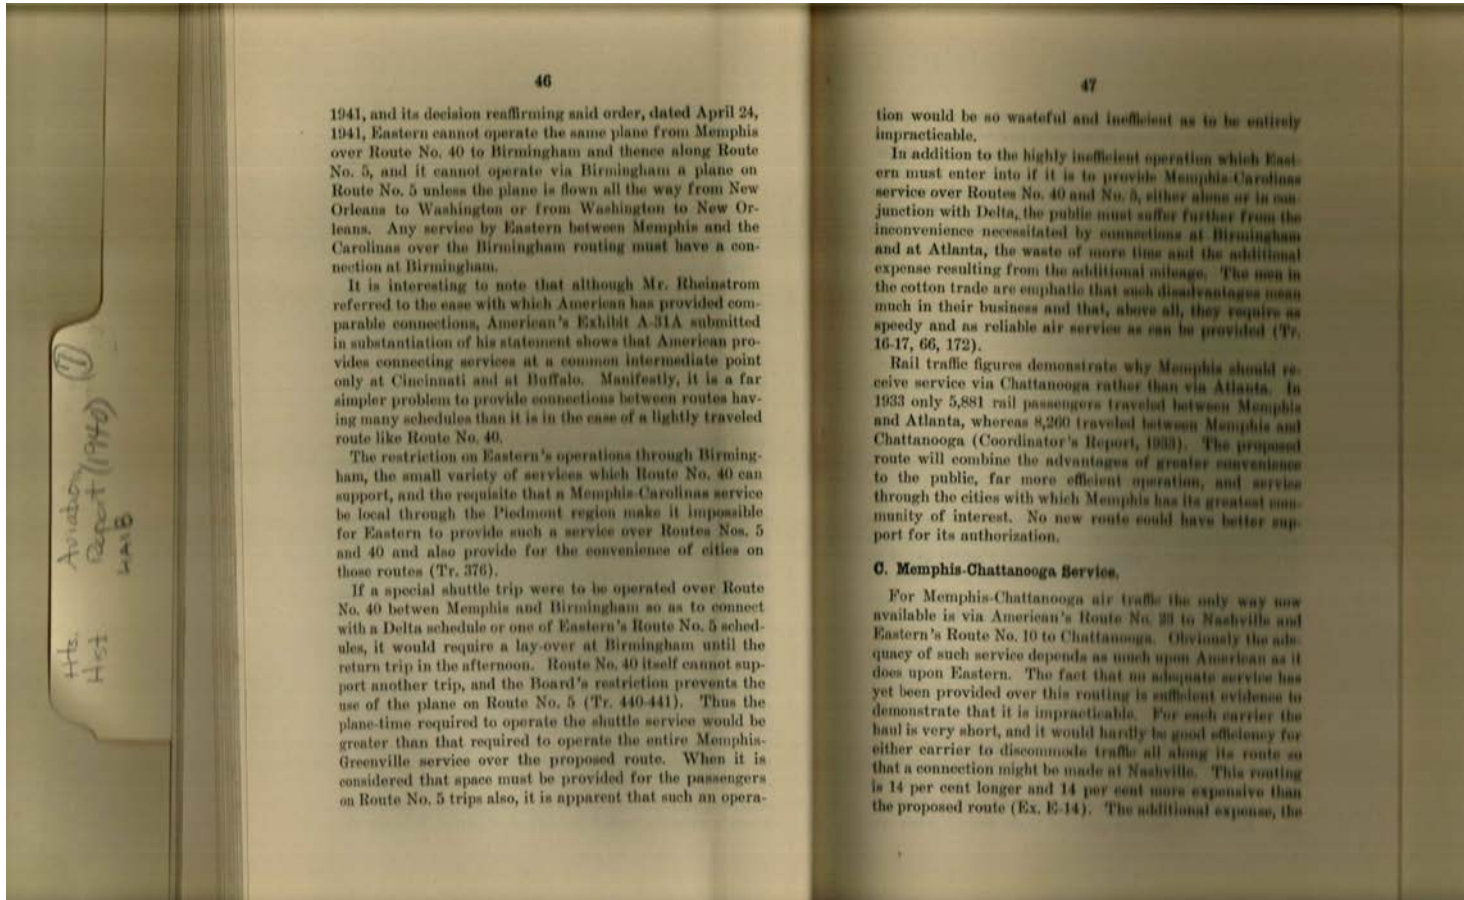 Hts. Aviation (7)
Hist. Report (1940)
46
1941, and its decision reaffirming said order, dated April 24,
1941, Eastern cannot operate the same plane from Memphis
over Route No. 40 to Birmingham and thence along Route
No. 5, and it cannot operate via Birmingham a plane on
Route No. 5 unless the plane is flown all the way from New
Orleans to Washington or from Washington to New Or-
leans. Any service by Eastern between Memphis and the
Carolinas over the Birmingham routing must have a con-
nection at Birmingham.
It is interesting to note that although Mr. Rheinstrom
referred to the ease with which American has provided com-
parable connections, American's Exhibit A-31A submitted
in substantiation of his statement shows that American pro-
vides connecting services at a common intermediate point
only at Cincinnati and at Buffalo. Manifestly, it is a far
simpler problem to provide connections between routes hav-
ing many schedules than it is in the case of a lightly traveled
route like Route No. 40.
The restriction on Eastern's operations through Birming-
ham, the small variety of services which Route No. 40 can
support, and the requisite that a Memphis-Carolinas service
be local through the Piedmont region make it impossible
for Eastern to provide such a service over Routes Nos. 5
and 40 and also provide for the convenience of cities on
those routes (Tr. 376).
If a special shuttle trip were to be operated over Route
No. 40 betwen Memphis and Birmingham so as to connect
with a Delta schedule or one of Eastern's Route No. 5 sched-
ules, it would require a lay-over at Birmingham until the
return trip in the afternoon. Route No. 40 itself cannot sup-
port another trip, and the Board's restriction prevents the
use of the plane on Route No. 5 (Tr. 440-441). Thus the
plane-time required to operate the shuttle service would be
greater than that required to operate the entire Memphis-
Greenville service over the proposed route. When it is
considered that space must be provided for the passengers
on Route No. 5 trips also, it is apparent that such an opera-
47
tion would be so wasteful and inefficient as to be entirely
impracticable.
In addition to the highly inefficient operation which East-
ern must enter into if it is to provide Memphis-Carolinas
service over Routes No. 40 and No. 5, either alone or in con-
junction with Delta, the public must suffer further from the
inconvenience necessitated by connections at Birmingham
and at Atlanta, the waste of more time and the additional
expense resulting from the additional mileage. The men in
the cotton trade are emphatic that such disadvantages mean
much in their business and that, above all, they require as
speedy and as reliable air service as can be provided (Tr.
16-17, 66, 172).
Rail traffic figures demonstrate why Memphis should re-
ceive service via Chattanooga rather than via Atlanta. In
1933 only 5,881 rail passengers traveled between Memphis
and Atlanta, whereas 8,260 traveled between Memphis and
Chattanooga (Coordinator's Report, 1933). The proposed
route will combine the advantages of greater convenience
to the public, far more efficient operation, and service
through the cities with which Memphis has its greatest com-
munity of interest. No new route could have better sup-
port for its authorization.
C. Memphis-Chattanooga Service.
For Memphis-Chattanooga air traffic the only way now
available is via American's Route No. 23 to Nashville and
Eastern's Route No. 10 to Chattanooga. Obviously the ade-
quacy of such service depends as much upon American as it
does upon Eastern. The fact that no adequate service has
yet been provided over this routing is sufficient evidence to
demonstrate that it is impracticable. For each carrier the
haul is very short, and it would hardly be good efficiency for
either carrier to discommode traffic all along its route so
that a connection might be made at Nashville. This routing
is 14 per cent longer and 14 per cent more expensive than
the proposed route (Ex. E-14). The additional expense, the